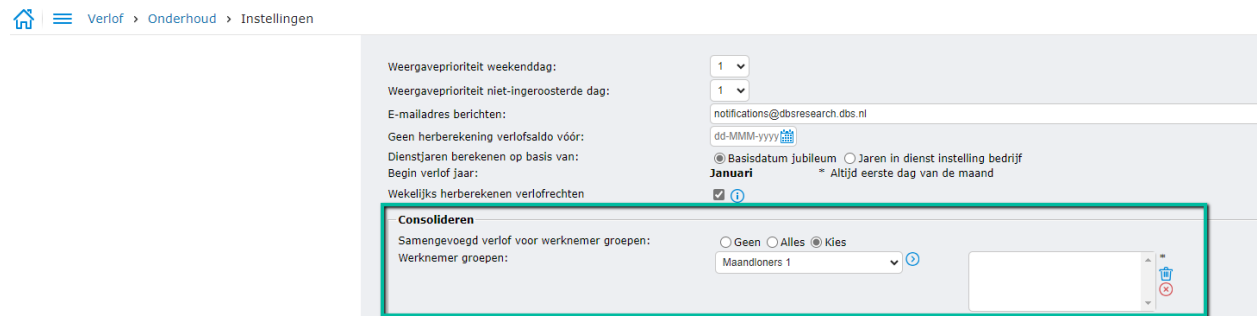 Verlof > Onderhoud > Instellingen
Weergaveprioriteit weekenddag: 1
Weergaveprioriteit niet-ingeroosterde dag: 1
E-mailadres berichten: notifications@dbsresearch.dbs.nl
Geen herberekening verlofsaldo vóór: dd-MMM-yyyy
Dienstjaren berekenen op basis van: Basisdatum jubileum Jaren in dienst instelling bedrijf
Begin verlof jaar: Januari * Altijd eerste dag van de maand
Wekelijks herberekenen verlofrechten
Consolideren
Samengevoegd verlof voor werknemer groepen: Geen Alles Kies
Werknemer groepen: Maandloners 1 *